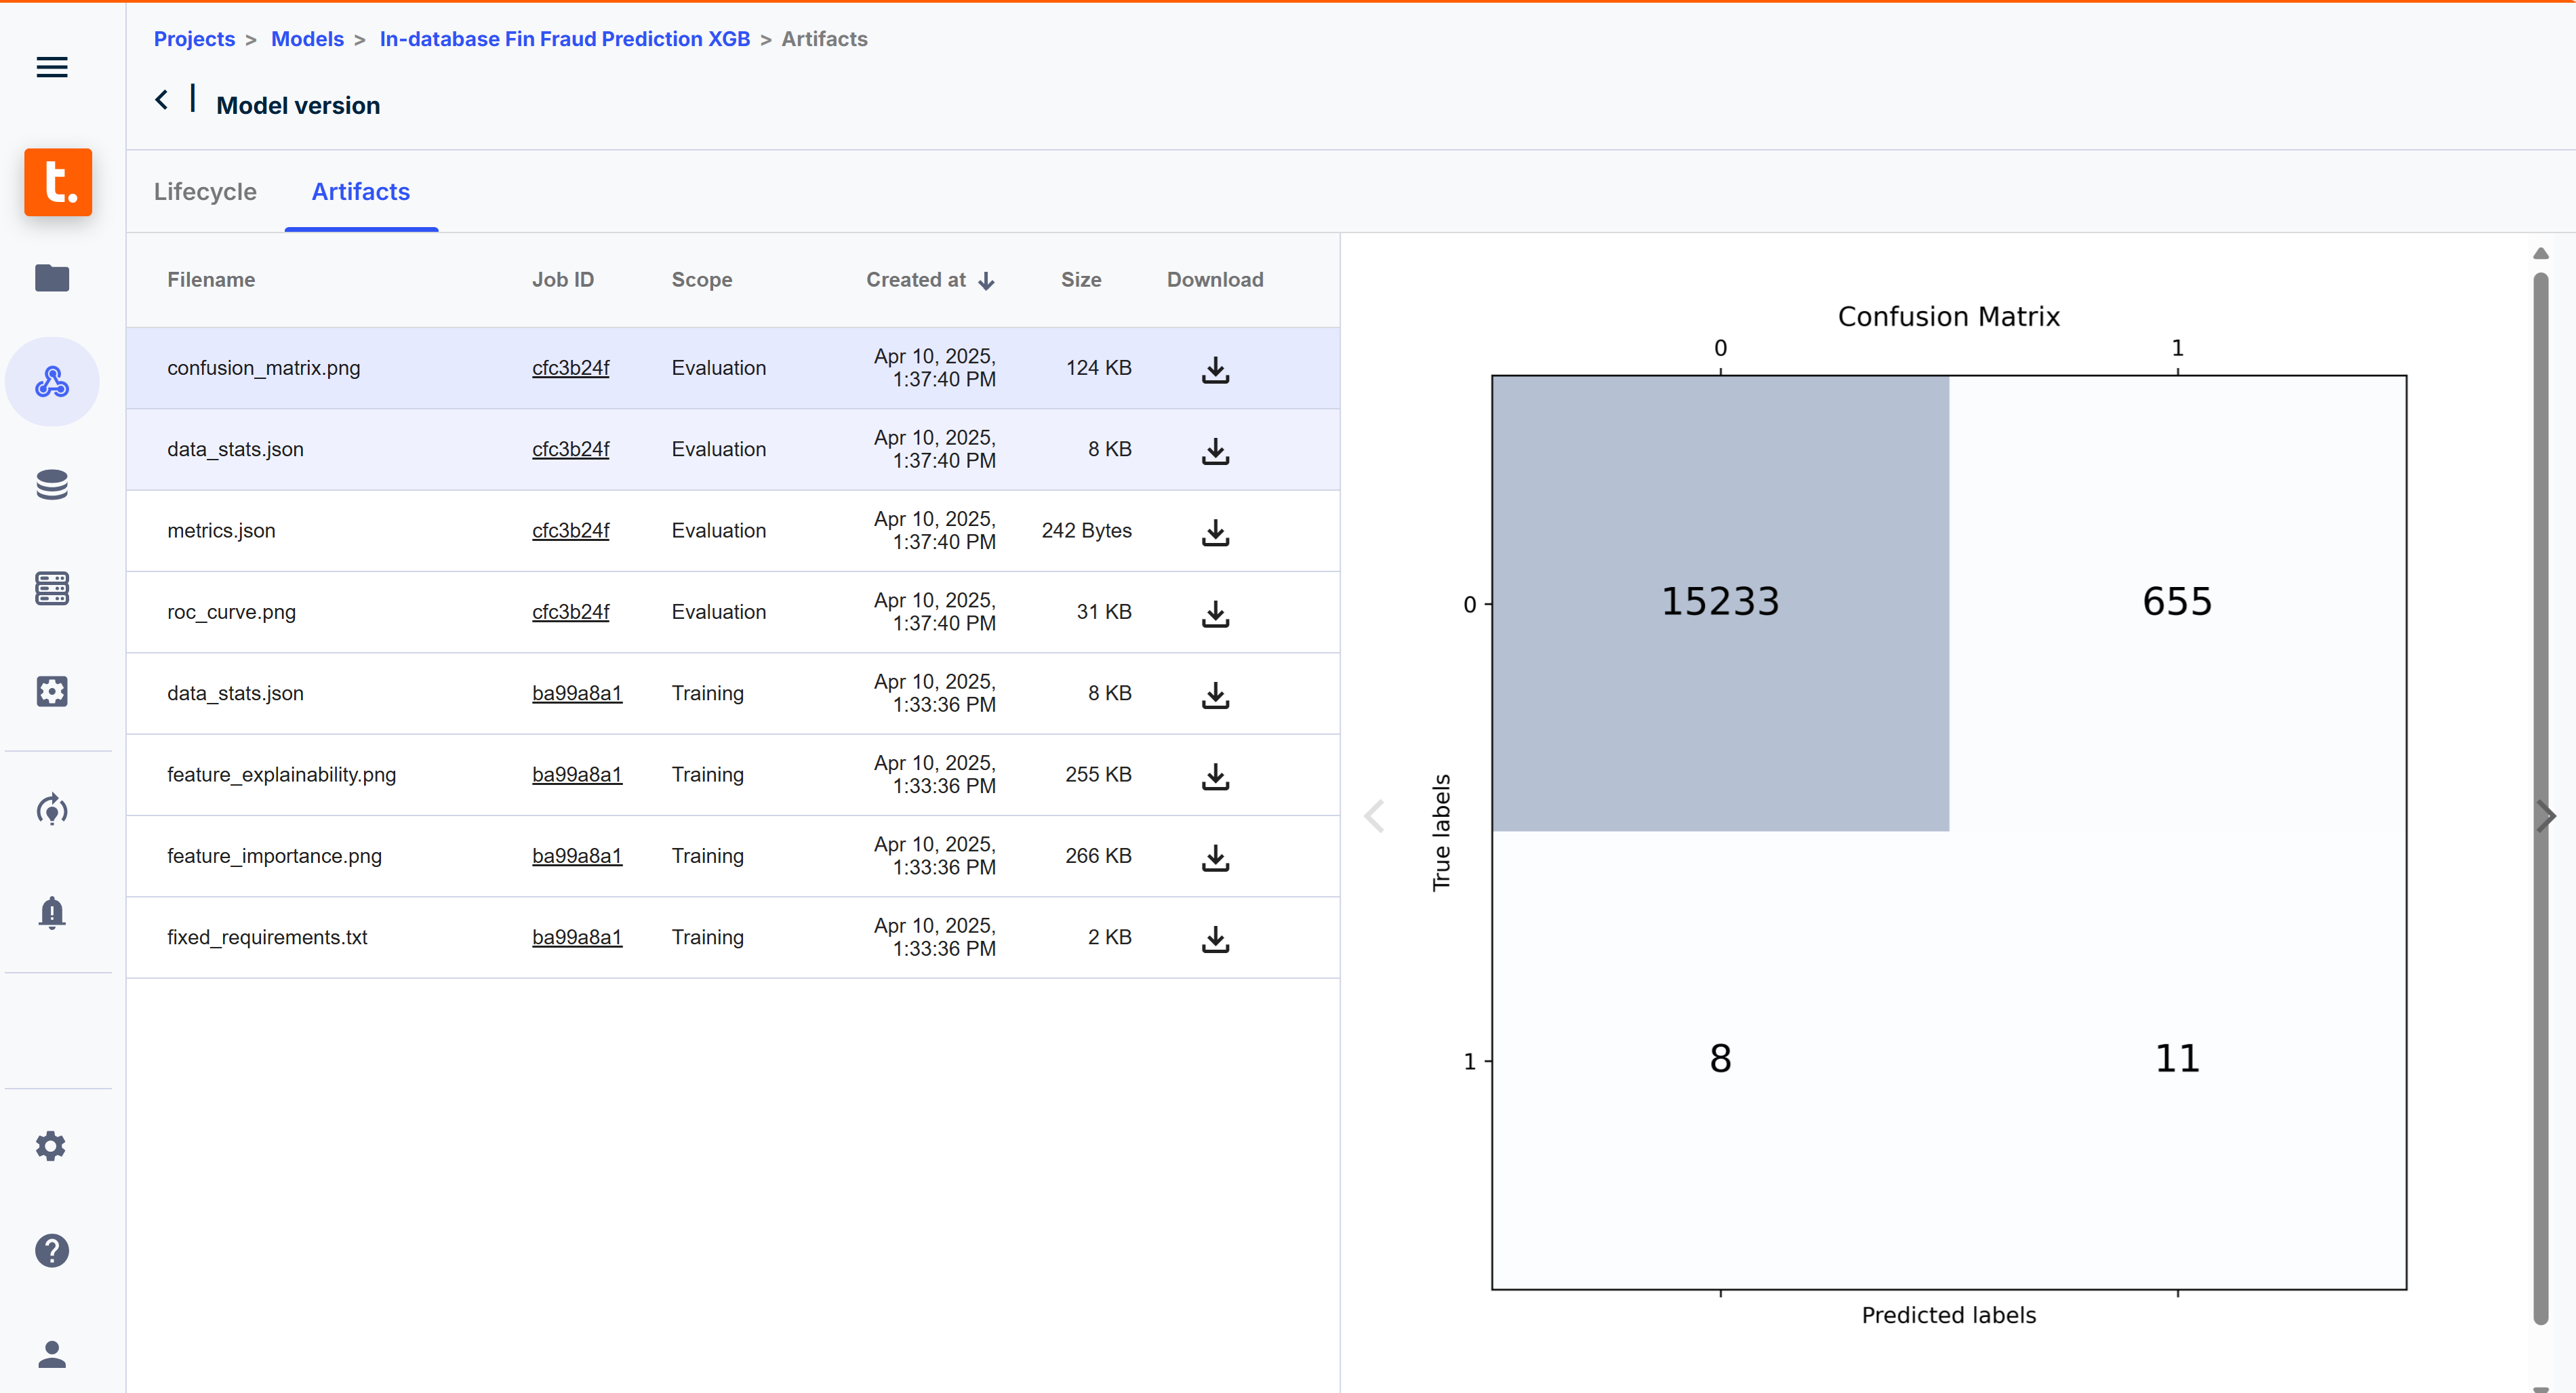 Projects > Models > In-database Fin Fraud Prediction XGB > Artifacts
Model version
t.
Lifecycle Artifacts
Filename Job ID Scope Created at Size Download
confusion_matrix.png cfc3b24f Evaluation Apr 10, 2025, 124 KB
1:37:40 PM
data_stats.json cfc3b24f Evaluation Apr 10, 2025, 8 KB
1:37:40 PM
metrics.json cfc3b24f Evaluation Apr 10, 2025, 242 Bytes
1:37:40 PM
roc_curve.png cfc3b24f Evaluation Apr 10, 2025, 31 KB
1:37:40 PM
data_stats.json ba99a8a1 Training Apr 10, 2025, 8 KB
1:33:36 PM
feature_explainability.png ba99a8a1 Training Apr 10, 2025, 255 KB
1:33:36 PM
feature_importance.png ba99a8a1 Training Apr 10, 2025, 266 KB
1:33:36 PM
fixed_requirements.txt ba99a8a1 Training Apr 10, 2025, 2 KB
1:33:36 PM
Confusion Matrix
0 1
0 15233 655
True labels
1 8 11
Predicted labels